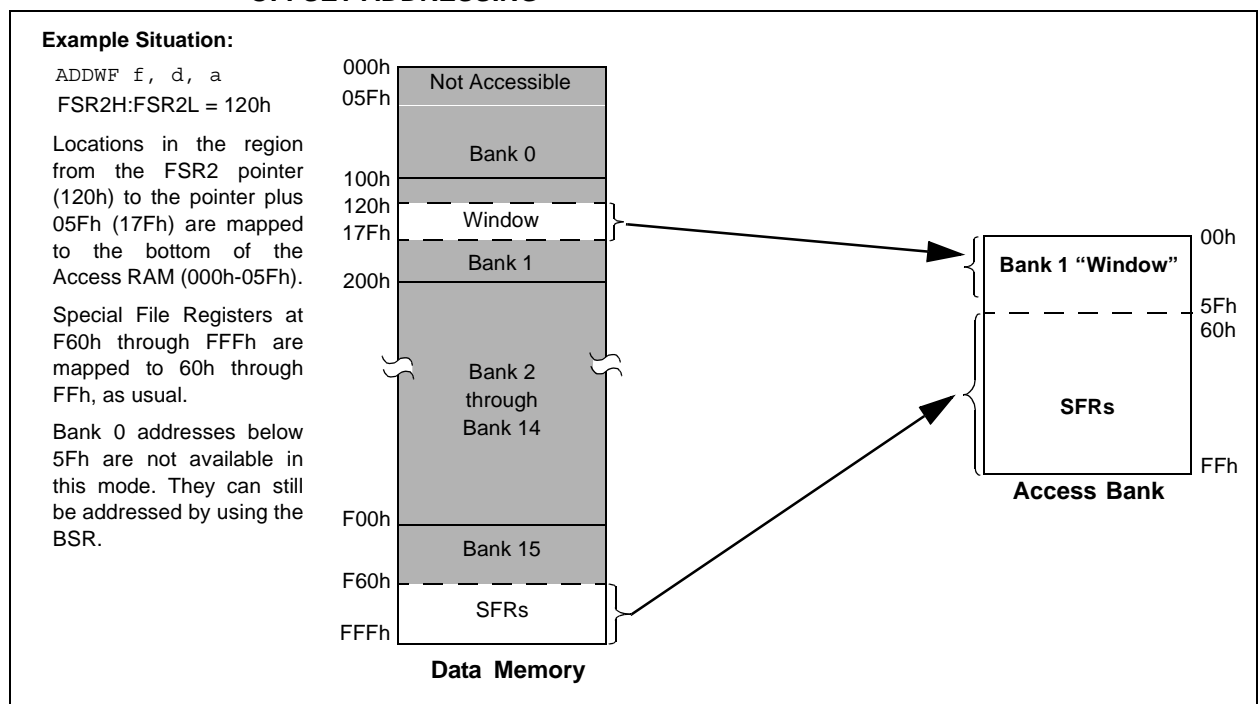 OFFSET ADDRESSING
Example Situation:
ADDWF f, d, a
FSR2H:FSR2L = 120h
Locations in the region
from the FSR2 pointer
(120h) to the pointer plus
05Fh (17Fh) are mapped
to the bottom of the
Access RAM (000h-05Fh).
Special File Registers at
F60h through FFFh are
mapped to 60h through
FFh, as usual.
Bank 0 addresses below
5Fh are not available in
this mode. They can still
be addressed by using the
BSR.
000h
Not Accessible
05Fh
Bank 0
100h
120h
Window
17Fh
Bank 1
200h
Bank 2
through
Bank 14
F00h
Bank 15
F60h
SFRs
FFFh
Data Memory
00h
Bank 1 “Window”
5Fh
60h
SFRs
FFh
Access Bank